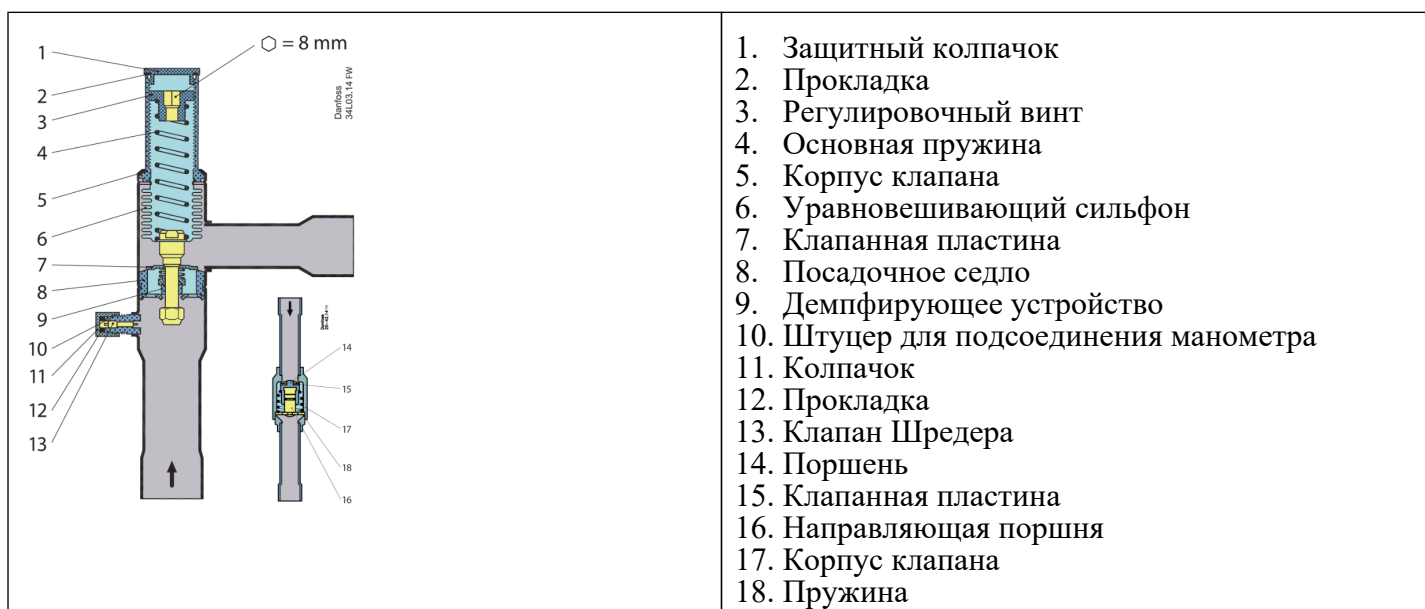 1
2
3
4
5
6
7
8
9
10
11
12
13
= 8 mm
Danfoss
34L03.14 FW
14
15
17
18
16
1. Защитный колпачок
2. Прокладка
3. Регулировочный винт
4. Основная пружина
5. Корпус клапана
6. Уравновешивающий сильфон
7. Клапанная пластина
8. Посадочное седло
9. Демпфирующее устройство
10. Штуцер для подсоединения манометра
11. Колпачок
12. Прокладка
13. Клапан Шредера
14. Поршень
15. Клапанная пластина
16. Направляющая поршня
17. Корпус клапана
18. Пружина